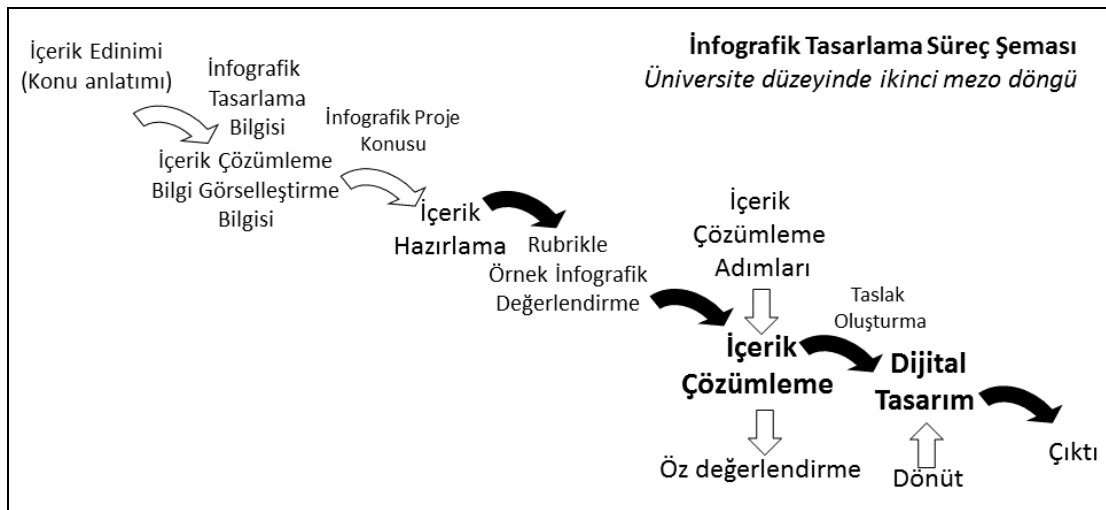 İnfografik Tasarlama Süreç Şeması
Üniversite düzeyinde ikinci mezo döngü
İçerik Edinimi
(Konu anlatımı)
İnfografik
Tasarlama
Bilgisi
İçerik Çözümleme
Bilgi Görselleştirme
Bilgisi
İnfografik Proje
Konusu
İçerik
Hazırlama
Rubrikle
Örnek İnfografik
Değerlendirme
İçerik
Çözümleme
Adımları
İçerik
Çözümleme
Öz değerlendirme
Taslak
Oluşturma
Dijital
Tasarım
Dönüt
Çıktı